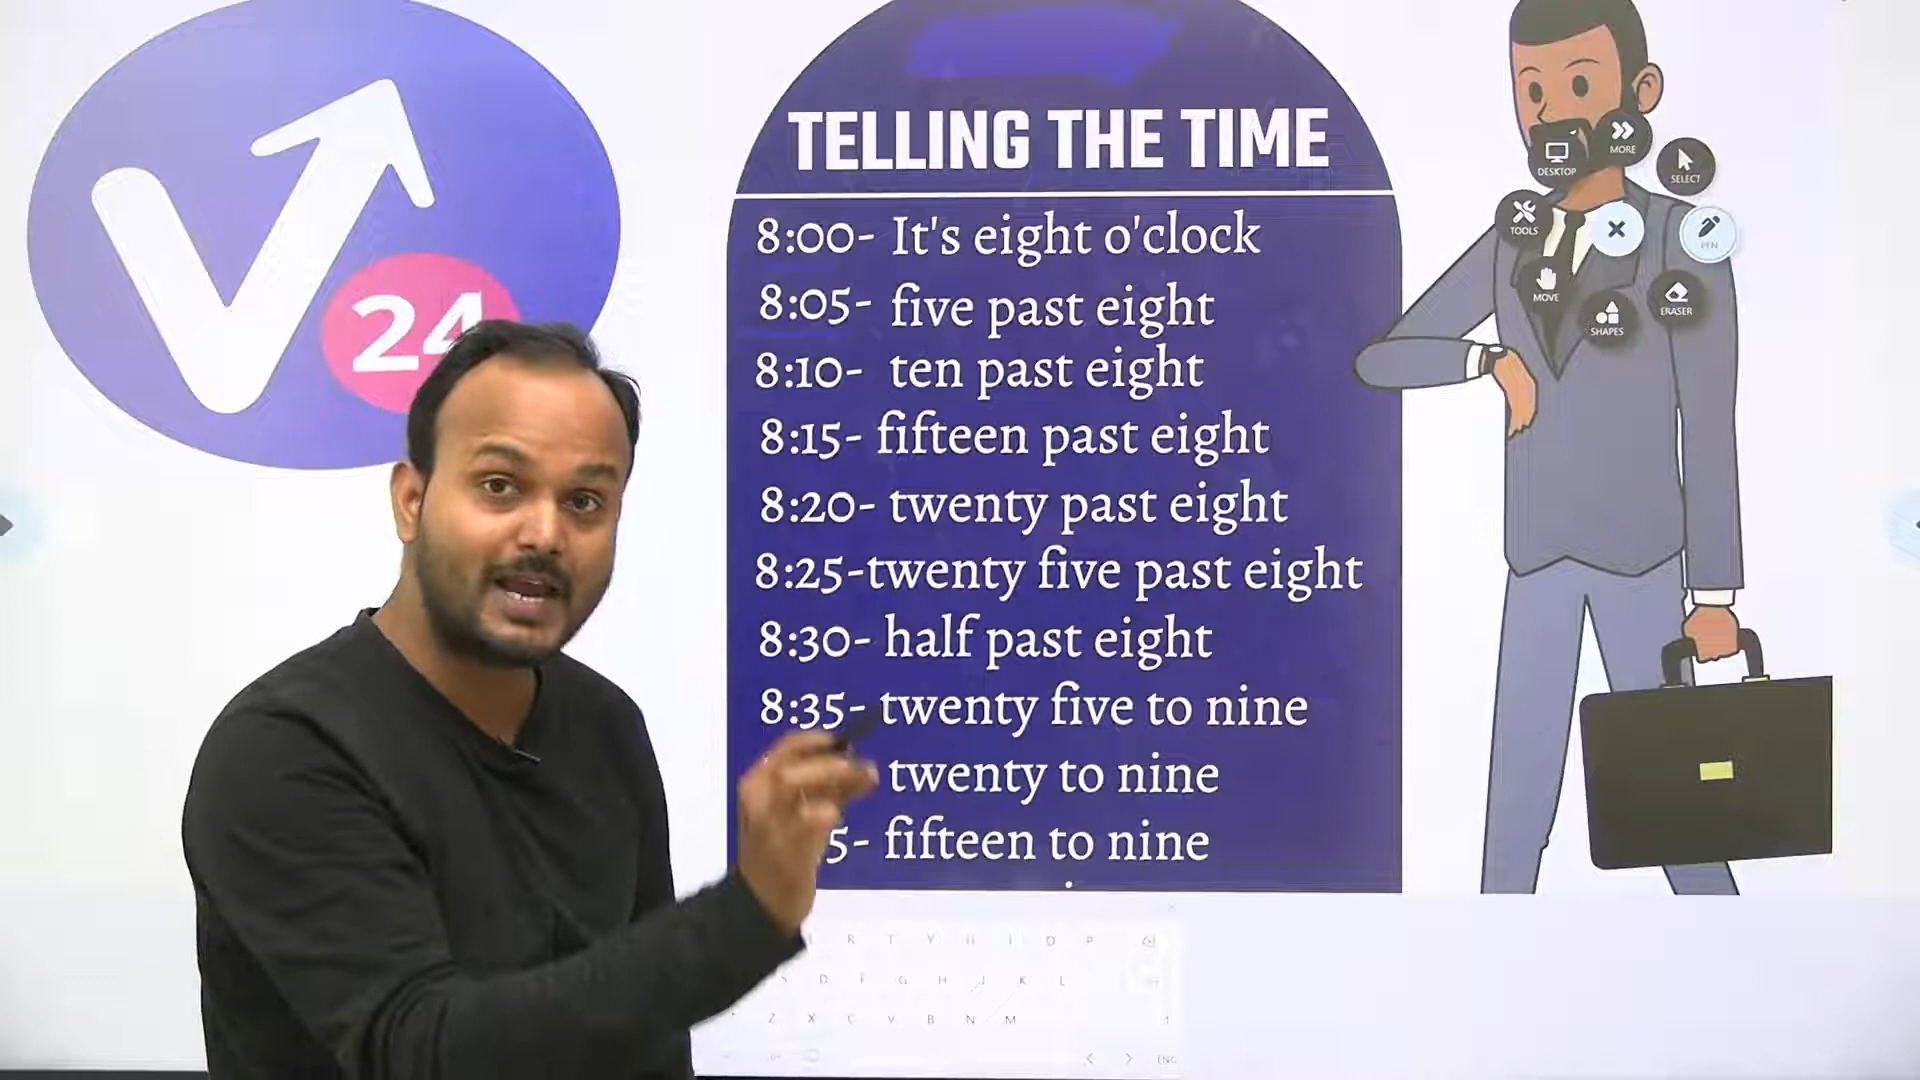 24
TELLING THE TIME
8:00- It's eight o'clock
8:05- five past eight
8:10- ten past eight
8:15- fifteen past eight
8:20- twenty past eight
8:25-twenty five past eight
8:30- half past eight
8:35- twenty five to nine
twenty to nine
5- fifteen to nine
MORE
DESKTOP
SELECT
TOOLS
PEN
MOVE
ERASER
SHAPES
R T Y U I O P
D F G H J K L
Z X C V B N M
ENG